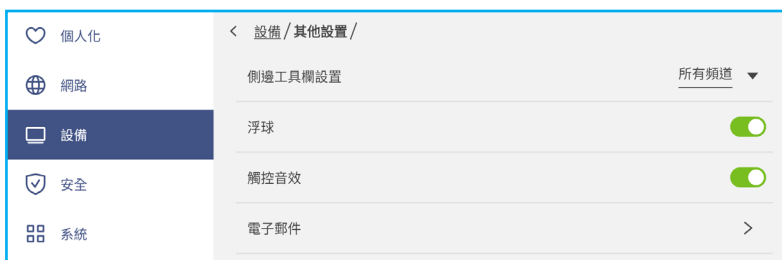 個人化
網路
設備
安全
系統
設備/其他設置/
側邊工具欄設置 所有頻道
浮球
觸控音效
電子郵件